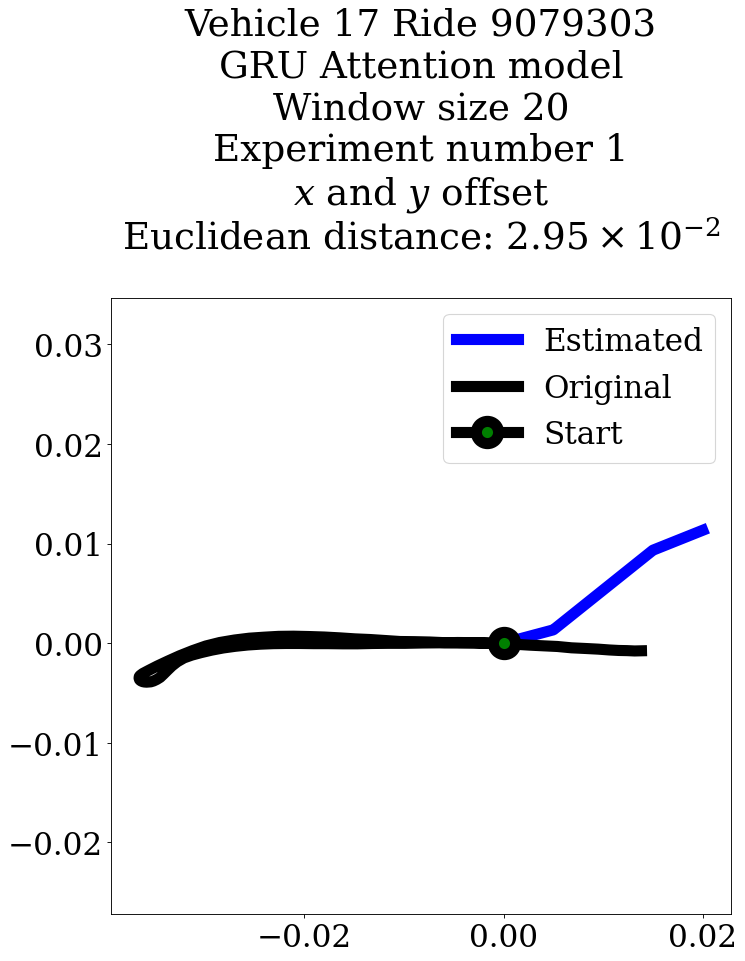 Vehicle 17 Ride 9079303
GRU Attention model
Window size 20
Experiment number 1
x and y offset
Euclidean distance: 2.95 × 10⁻²
Estimated
Original
Start
0.03
0.02
0.01
0.00
−0.01
−0.02
−0.02 0.00 0.02